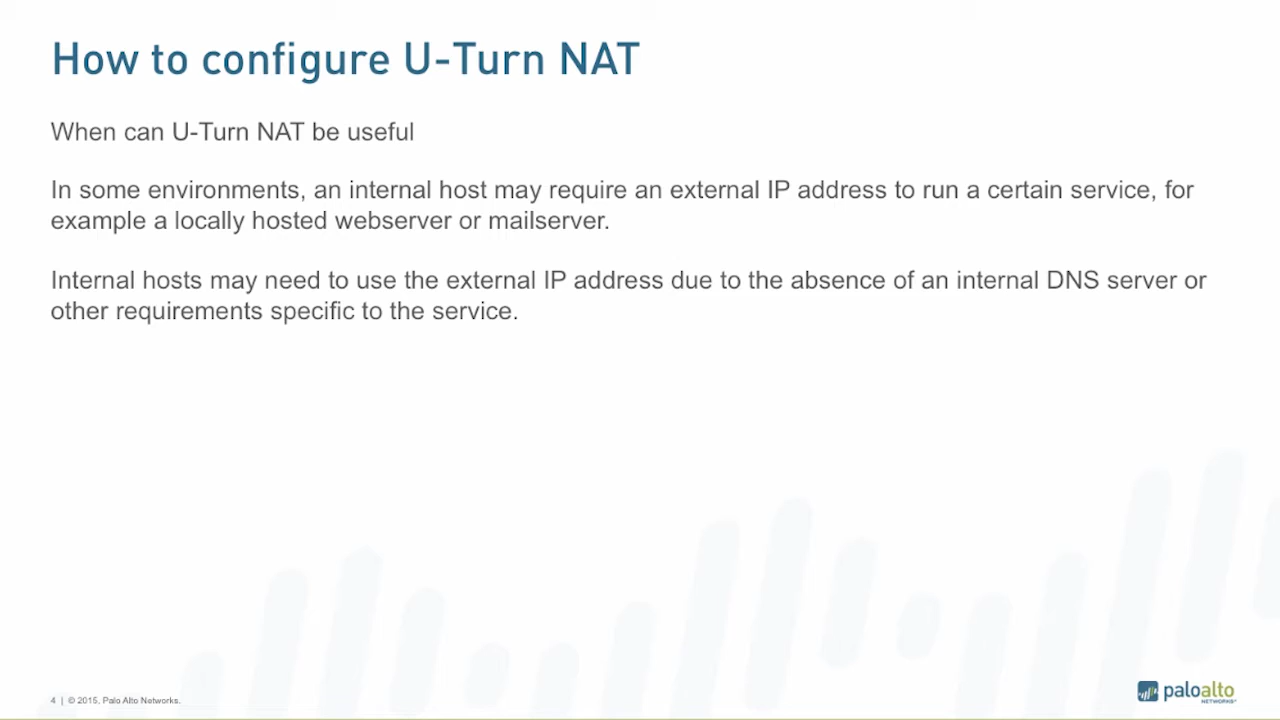 How to configure U-Turn NAT
When can U-Turn NAT be useful
In some environments, an internal host may require an external IP address to run a certain service, for
example a locally hosted webserver or mailserver.
Internal hosts may need to use the external IP address due to the absence of an internal DNS server or
other requirements specific to the service.
4 | © 2015, Palo Alto Networks.
paloalto
NETWORKS